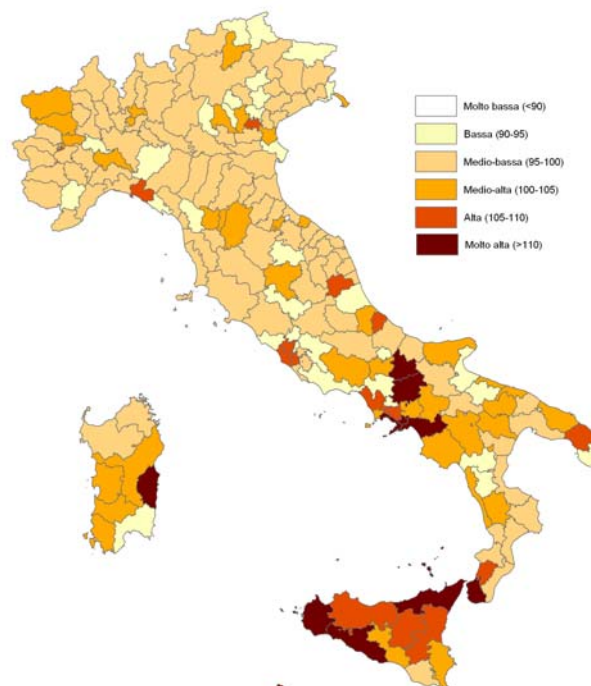 Molto bassa (<90)
Bassa (90-95)
Medio-bassa (95-100)
Medio-alta (100-105)
Alta (105-110)
Molto alta (>110)